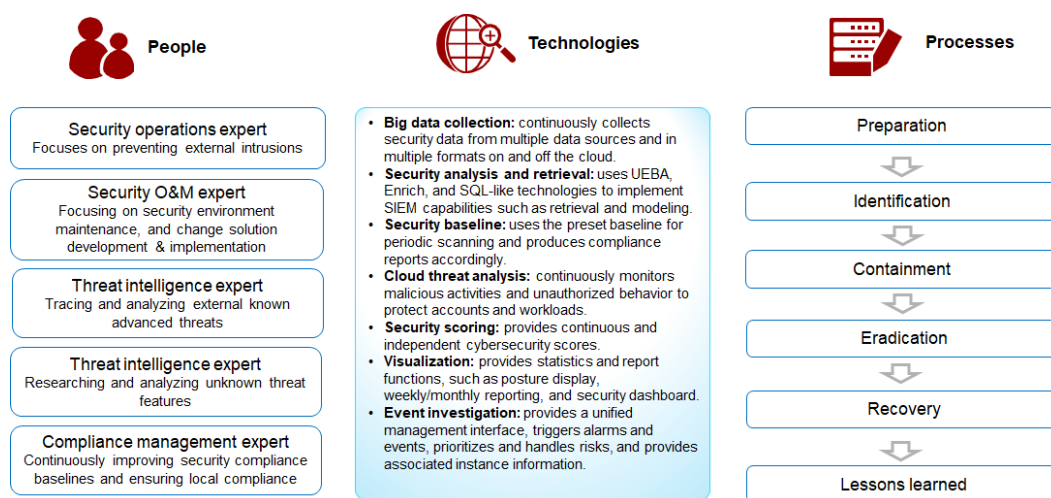 People
Security operations expert
Focuses on preventing external intrusions
Security O&M expert
Focusing on security environment
maintenance, and change solution
development & implementation
Threat intelligence expert
Tracing and analyzing external known
advanced threats
Threat intelligence expert
Researching and analyzing unknown threat
features
Compliance management expert
Continuously improving security compliance
baselines and ensuring local compliance
Technologies
• Big data collection: continuously collects
security data from multiple data sources and in
multiple formats on and off the cloud.
• Security analysis and retrieval: uses UEBA,
Enrich, and SQL-like technologies to implement
SIEM capabilities such as retrieval and modeling.
• Security baseline: uses the preset baseline for
periodic scanning and produces compliance
reports accordingly.
• Cloud threat analysis: continuously monitors
malicious activities and unauthorized behavior to
protect accounts and workloads.
• Security scoring: provides continuous and
independent cybersecurity scores.
• Visualization: provides statistics and report
functions, such as posture display,
weekly/monthly reporting, and security dashboard.
• Event investigation: provides a unified
management interface, triggers alarms and
events, prioritizes and handles risks, and provides
associated instance information.
Processes
Preparation
Identification
Containment
Eradication
Recovery
Lessons learned